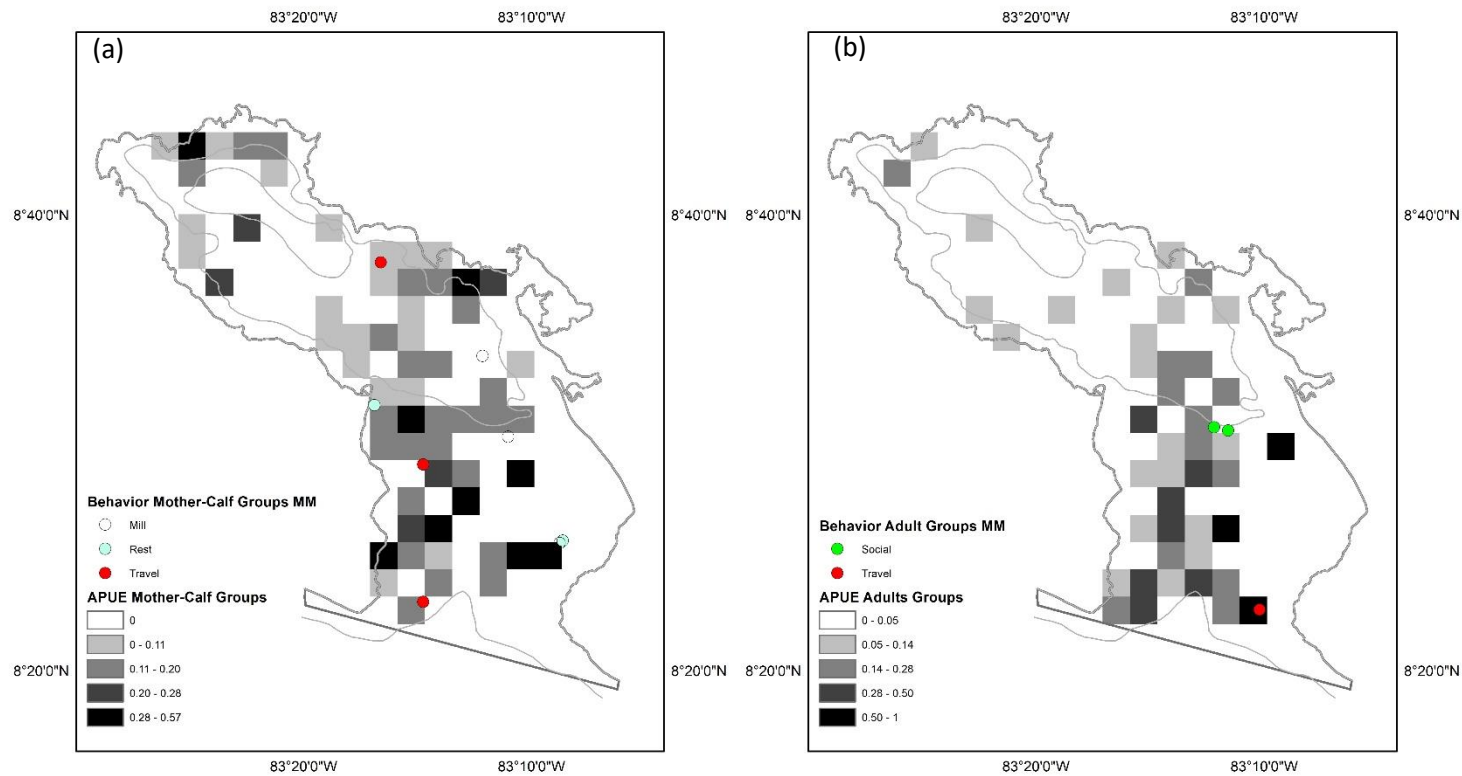 83°20'0"W 83°10'0"W
(a)
8°40'0"N 8°40'0"N
Behavior Mother-Calf Groups MM
Mill
Rest
Travel
APUE Mother-Calf Groups
0
0 - 0.11
0.11 - 0.20
0.20 - 0.28
0.28 - 0.57
8°20'0"N 8°20'0"N
83°20'0"W 83°10'0"W
83°20'0"W 83°10'0"W
(b)
8°40'0"N 8°40'0"N
Behavior Adult Groups MM
Social
Travel
APUE Adults Groups
0 - 0.05
0.05 - 0.14
0.14 - 0.28
0.28 - 0.50
0.50 - 1
8°20'0"N 8°20'0"N
83°20'0"W 83°10'0"W